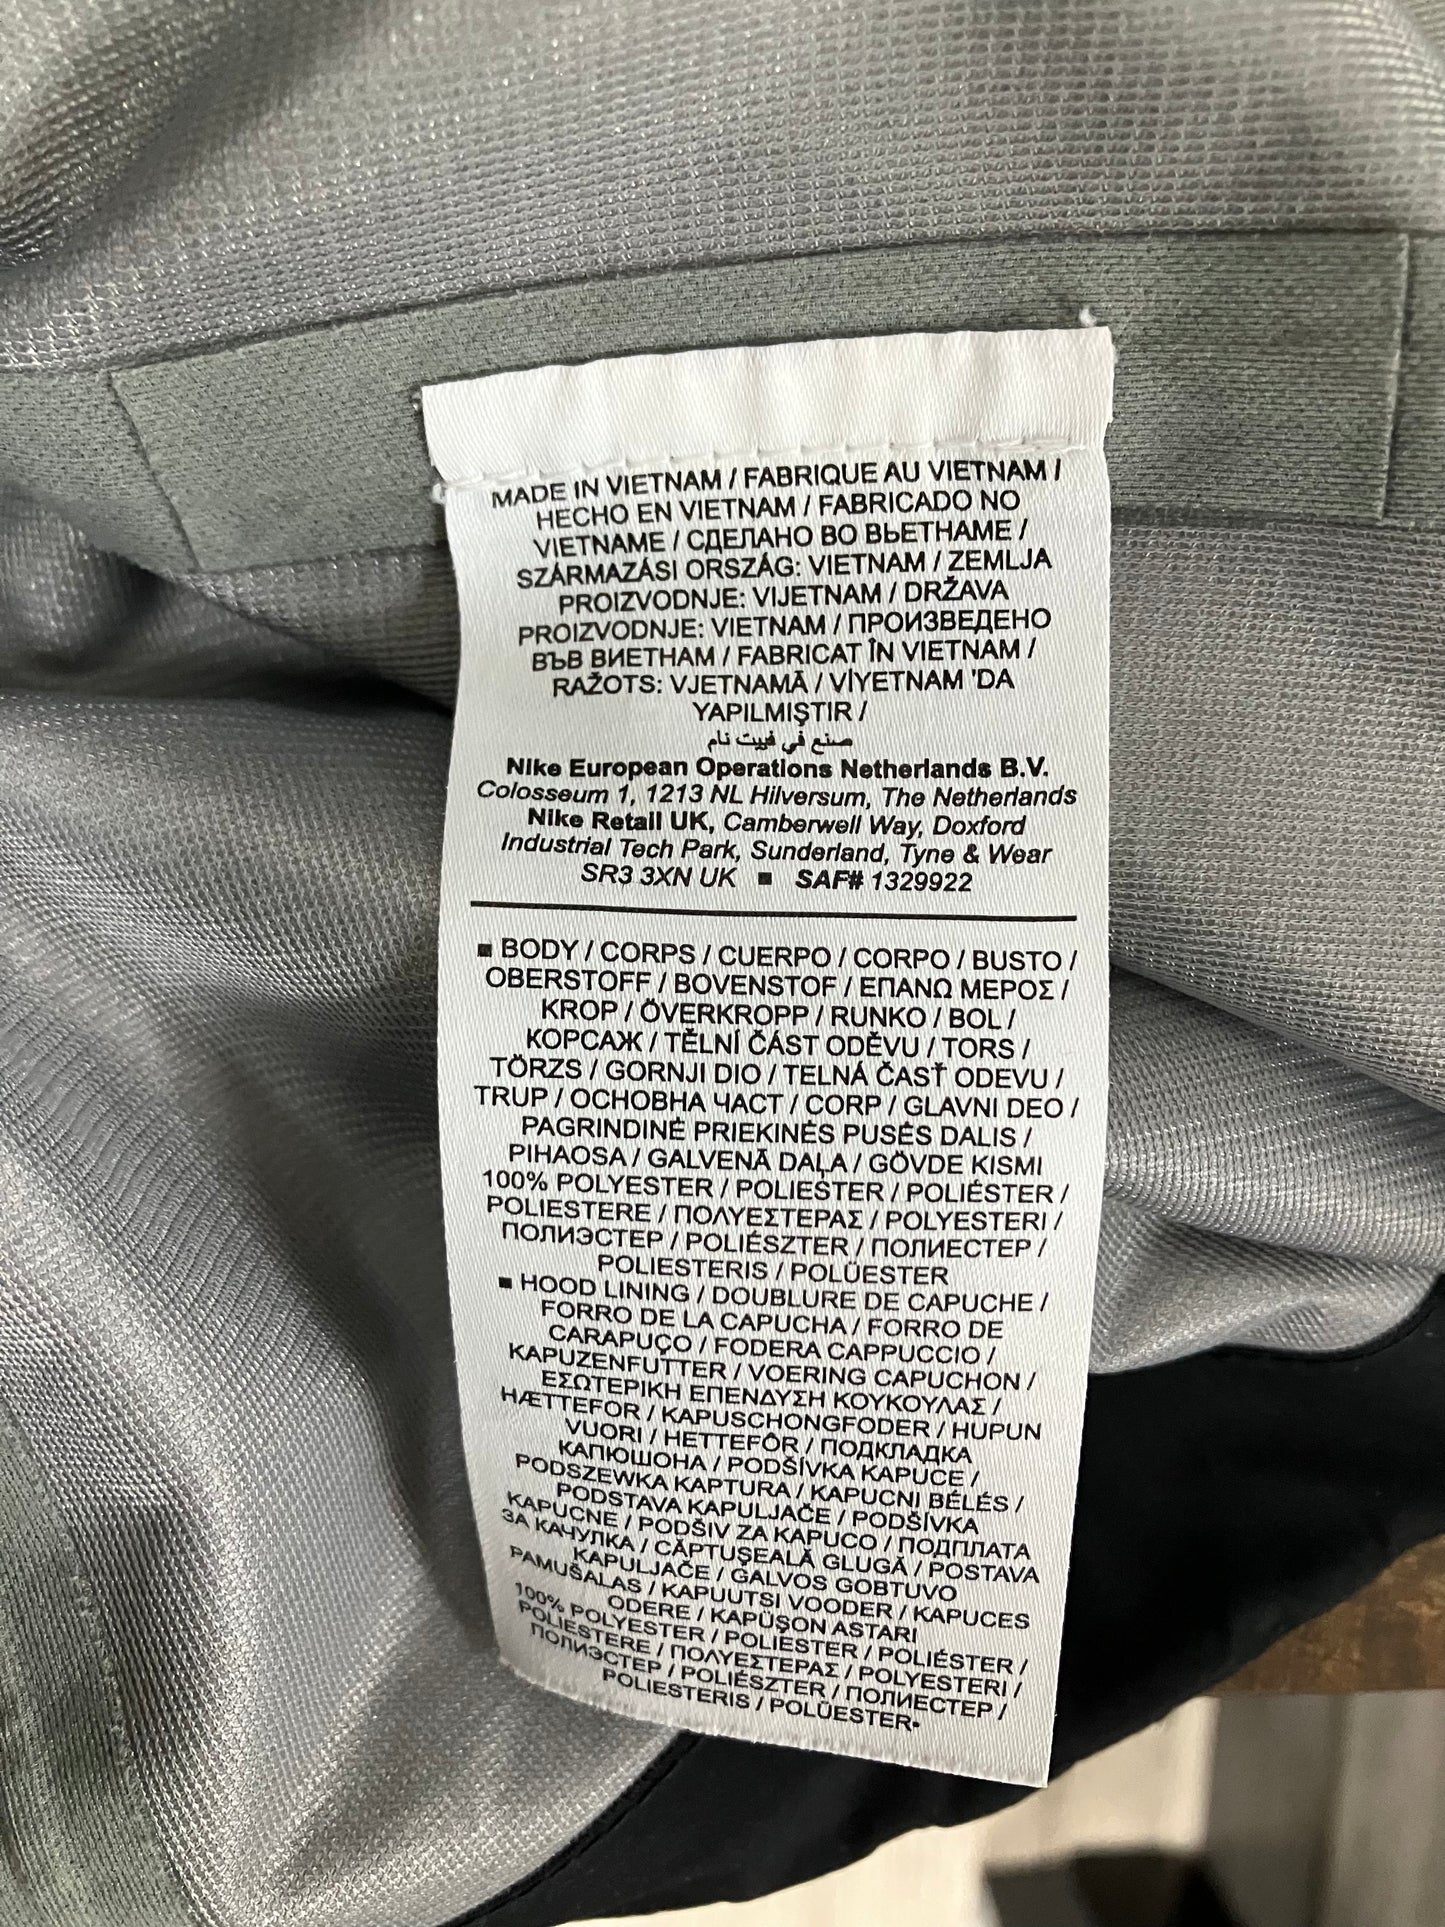 MADE IN VIETNAM / FABRIQUE AU VIETNAM /
HECHO EN VIETNAM / FABRICADO NO
VIETNAME / СДЕЛАНО ВО ВЬЕТНАМЕ /
SZÁRMAZÁSI ORSZÁG: VIETNAM / ZEMLJA
PROIZVODNJE: VIJETNAM / DRŽAVA
PROIZVODNJE: VIETNAM / ПРОИЗВЕДЕНО
ВЪВ ВИЕТНАМ / FABRICAT ÎN VIETNAM /
RAŽOTS: VJETNAMĀ / VİYETNAM 'DA
YAPILMIŞTIR /
صنع في فييت نام
Nike European Operations Netherlands B.V.
Colosseum 1, 1213 NL Hilversum, The Netherlands
Nike Retail UK, Camberwell Way, Doxford
Industrial Tech Park, Sunderland, Tyne & Wear
SR3 3XN UK ■ SAF# 1329922
■ BODY / CORPS / CUERPO / CORPO / BUSTO /
OBERSTOFF / BOVENSTOF / ΕΠΑΝΩ ΜΕΡΟΣ /
KROP / ÖVERKROPP / RUNKO / BOL /
КОРСАЖ / TĚLNÍ ČÁST ODĚVU / TORS /
TÖRZS / GORNJI DIO / TELNÁ ČASŤ ODEVU /
TRUP / ОСНОВНА ЧАСТ / CORP / GLAVNI DEO /
PAGRINDINĖ PRIEKINĖS PUSĖS DALIS /
PIHAOSA / GALVENĀ DAĻA / GÖVDE KISMI
100% POLYESTER / POLIESTER / POLIÉSTER /
POLIESTERE / ΠΟΛΥΕΣΤΕΡΑΣ / POLYESTERI /
ПОЛИЭСТЕР / POLIÉSZTER / ПОЛИЕСТЕР /
POLIESTERIS / POLÜESTER
■ HOOD LINING / DOUBLURE DE CAPUCHE /
FORRO DE LA CAPUCHA / FORRO DE
CARAPUÇO / FODERA CAPPUCCIO /
KAPUZENFUTTER / VOERING CAPUCHON /
ΕΣΩΤΕΡΙΚΗ ΕΠΕΝΔΥΣΗ ΚΟΥΚΟΥΛΑΣ /
HÆTTEFOR / KAPUSCHONGFODER / HUPUN
VUORI / HETTEFÔR / ПОДКЛАДКА
КАПЮШОНА / PODŠÍVKA KAPUCE /
PODSZEWKA KAPTURA / KAPUCNI BÉLÉS /
PODSTAVA KAPULJAČE / PODŠÍVKA
KAPUCNE / PODŠIV ZA KAPUCO / ПОДПЛАТА
ЗА КАЧУЛКА / CĂPTUŞEALĂ GLUGĂ / POSTAVA
KAPULJAČE / GALVOS GOBTUVO
PAMUŠALAS / KAPUUTSI VOODER / KAPUCES
ODERE / KAPÜŞON ASTARI
100% POLYESTER / POLIESTER / POLIÉSTER /
POLIESTERE / ΠΟΛΥΕΣΤΕΡΑΣ / POLYESTERI /
ПОЛИЭСТЕР / POLIÉSZTER / ПОЛИЕСТЕР /
POLIESTERIS / POLÜESTER•